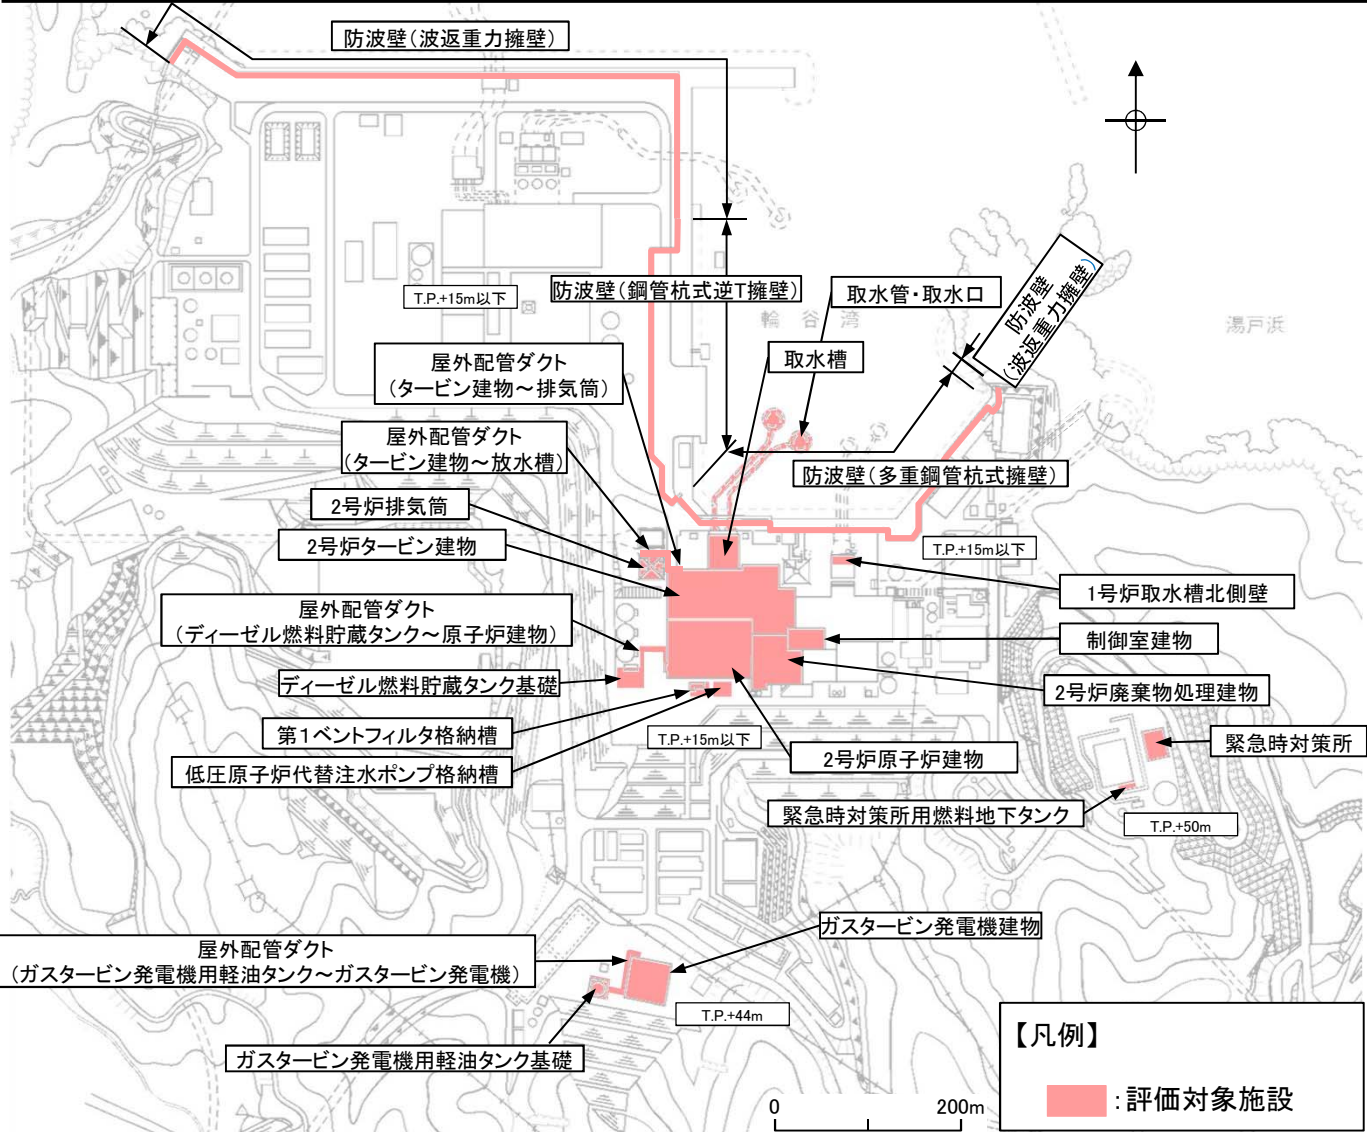 防波壁(波返重力擁壁)
防波壁(鋼管杭式逆T擁壁)
取水管・取水口
防波壁
(波返重力擁壁)
T.P.+15m以下
輪谷湾
湯戸浜
屋外配管ダクト
(タービン建物～排気筒)
取水槽
屋外配管ダクト
(タービン建物～放水槽)
防波壁(多重鋼管杭式擁壁)
2号炉排気筒
2号炉タービン建物
T.P.+15m以下
屋外配管ダクト
(ディーゼル燃料貯蔵タンク～原子炉建物)
1号炉取水槽北側壁
制御室建物
ディーゼル燃料貯蔵タンク基礎
2号炉廃棄物処理建物
第1ベントフィルタ格納槽
T.P.+15m以下
緊急時対策所
低圧原子炉代替注水ポンプ格納槽
2号炉原子炉建物
緊急時対策所用燃料地下タンク
T.P.+50m
ガスタービン発電機建物
屋外配管ダクト
(ガスタービン発電機用軽油タンク～ガスタービン発電機)
T.P.+44m
ガスタービン発電機用軽油タンク基礎
【凡例】
:評価対象施設
0 200m